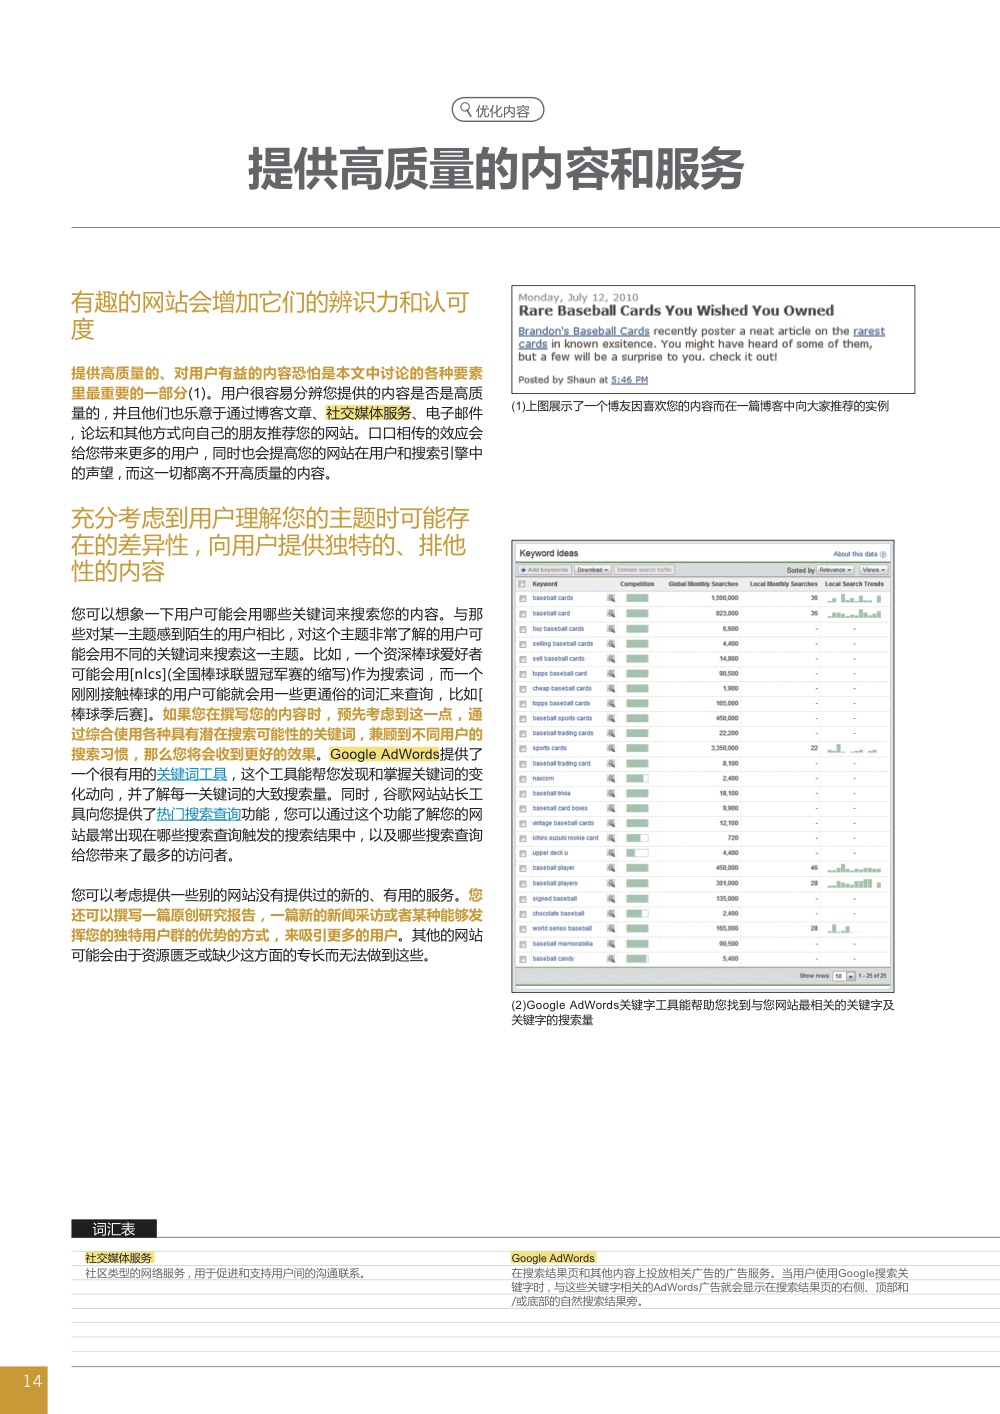 优化内容
提供高质量的内容和服务
有趣的网站会增加它们的辨识力和认可
度
提供高质量的、对用户有益的内容恐怕是本文中讨论的各种要素
里最重要的一部分(1)。用户很容易分辨您提供的内容是否是高质
量的，并且他们也乐意于通过博客文章、社交媒体服务、电子邮件
，论坛和其他方式向自己的朋友推荐您的网站。口口相传的效应会
给您带来更多的用户，同时也会提高您的网站在用户和搜索引擎中
的声望，而这一切都离不开高质量的内容。
充分考虑到用户理解您的主题时可能存
在的差异性，向用户提供独特的、排他
性的内容
您可以想象一下用户可能会用哪些关键词来搜索您的内容。与那
些对某一主题感到陌生的用户相比，对这个主题非常了解的用户可
能会用不同的关键词来搜索这一主题。比如，一个资深棒球爱好者
可能会用[nlcs](全国棒球联盟冠军赛的缩写)作为搜索词，而一个
刚刚接触棒球的用户可能就会用一些更通俗的词汇来查询，比如[
棒球季后赛]。如果您在撰写您的内容时，预先考虑到这一点，通
过综合使用各种具有潜在搜索可能性的关键词，兼顾到不同用户的
搜索习惯，那么您将会收到更好的效果。Google AdWords提供了
一个很有用的关键词工具，这个工具能帮您发现和掌握关键词的变
化动向，并了解每一关键词的大致搜索量。同时，谷歌网站站长工
具向您提供了热门搜索查询功能，您可以通过这个功能了解您的网
站最常出现在哪些搜索查询触发的搜索结果中，以及哪些搜索查询
给您带来了最多的访问者。
您可以考虑提供一些别的网站没有提供过的新的、有用的服务。您
还可以撰写一篇原创研究报告，一篇新的新闻采访或者某种能够发
挥您的独特用户群的优势的方式，来吸引更多的用户。其他的网站
可能会由于资源匮乏或缺少这方面的专长而无法做到这些。
Monday, July 12, 2010
Rare Baseball Cards You Wished You Owned
Brandon's Baseball Cards recently poster a neat article on the rarest
cards in known exsitence. You might have heard of some of them,
but a few will be a surprise to you. check it out!
Posted by Shaun at 5:46 PM
(1)上图展示了一个博友因喜欢您的内容而在一篇博客中向大家推荐的实例
Keyword ideas About this data
Add keywords Download Estimate search traffic Sorted by Relevance Views
Keyword Competition Global Monthly Searches Local Monthly Searches Local Search Trends
baseball cards 1,500,000 36
baseball card 823,000 36
buy baseball cards 6,600 - -
selling baseball cards 4,400 - -
sell baseball cards 14,800 - -
topps baseball card 90,500 - -
cheap baseball cards 1,900 - -
topps baseball cards 165,000 - -
baseball sports cards 450,000 - -
baseball trading cards 22,200 - -
sports cards 3,350,000 22
baseball trading card 8,100 - -
naxcom 2,400 - -
baseball trivia 18,100 - -
baseball card boxes 9,900 - -
vintage baseball cards 12,100 - -
ichiro suzuki rookie card 720 - -
upper deck u 4,400 - -
baseball player 450,000 46
baseball players 301,000 28
signed baseball 135,000 - -
chocolate baseball 2,400 - -
world series baseball 165,000 28
baseball memorabilia 90,500 - -
baseball candy 5,400 - -
Show rows: 50 1 - 25 of 25
(2)Google AdWords关键字工具能帮助您找到与您网站最相关的关键字及
关键字的搜索量
词汇表
社交媒体服务
社区类型的网络服务，用于促进和支持用户间的沟通联系。
Google AdWords
在搜索结果页和其他内容上投放相关广告的广告服务。当用户使用Google搜索关
键字时，与这些关键字相关的AdWords广告就会显示在搜索结果页的右侧、顶部和
/或底部的自然搜索结果旁。
14